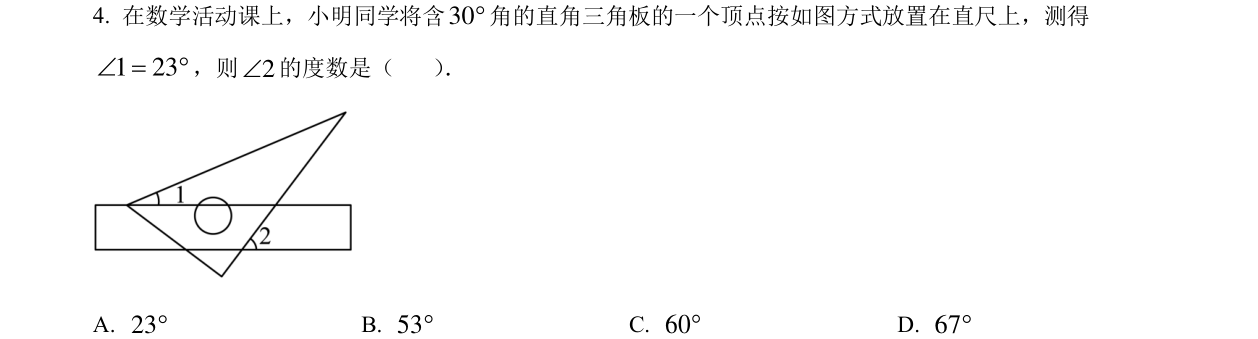 4. 在数学活动课上，小明同学将含30°角的直角三角板的一个顶点按如图方式放置在直尺上，测得
∠1=23°，则∠2的度数是（　　）.
1
2
A. 23° B. 53° C. 60° D. 67°